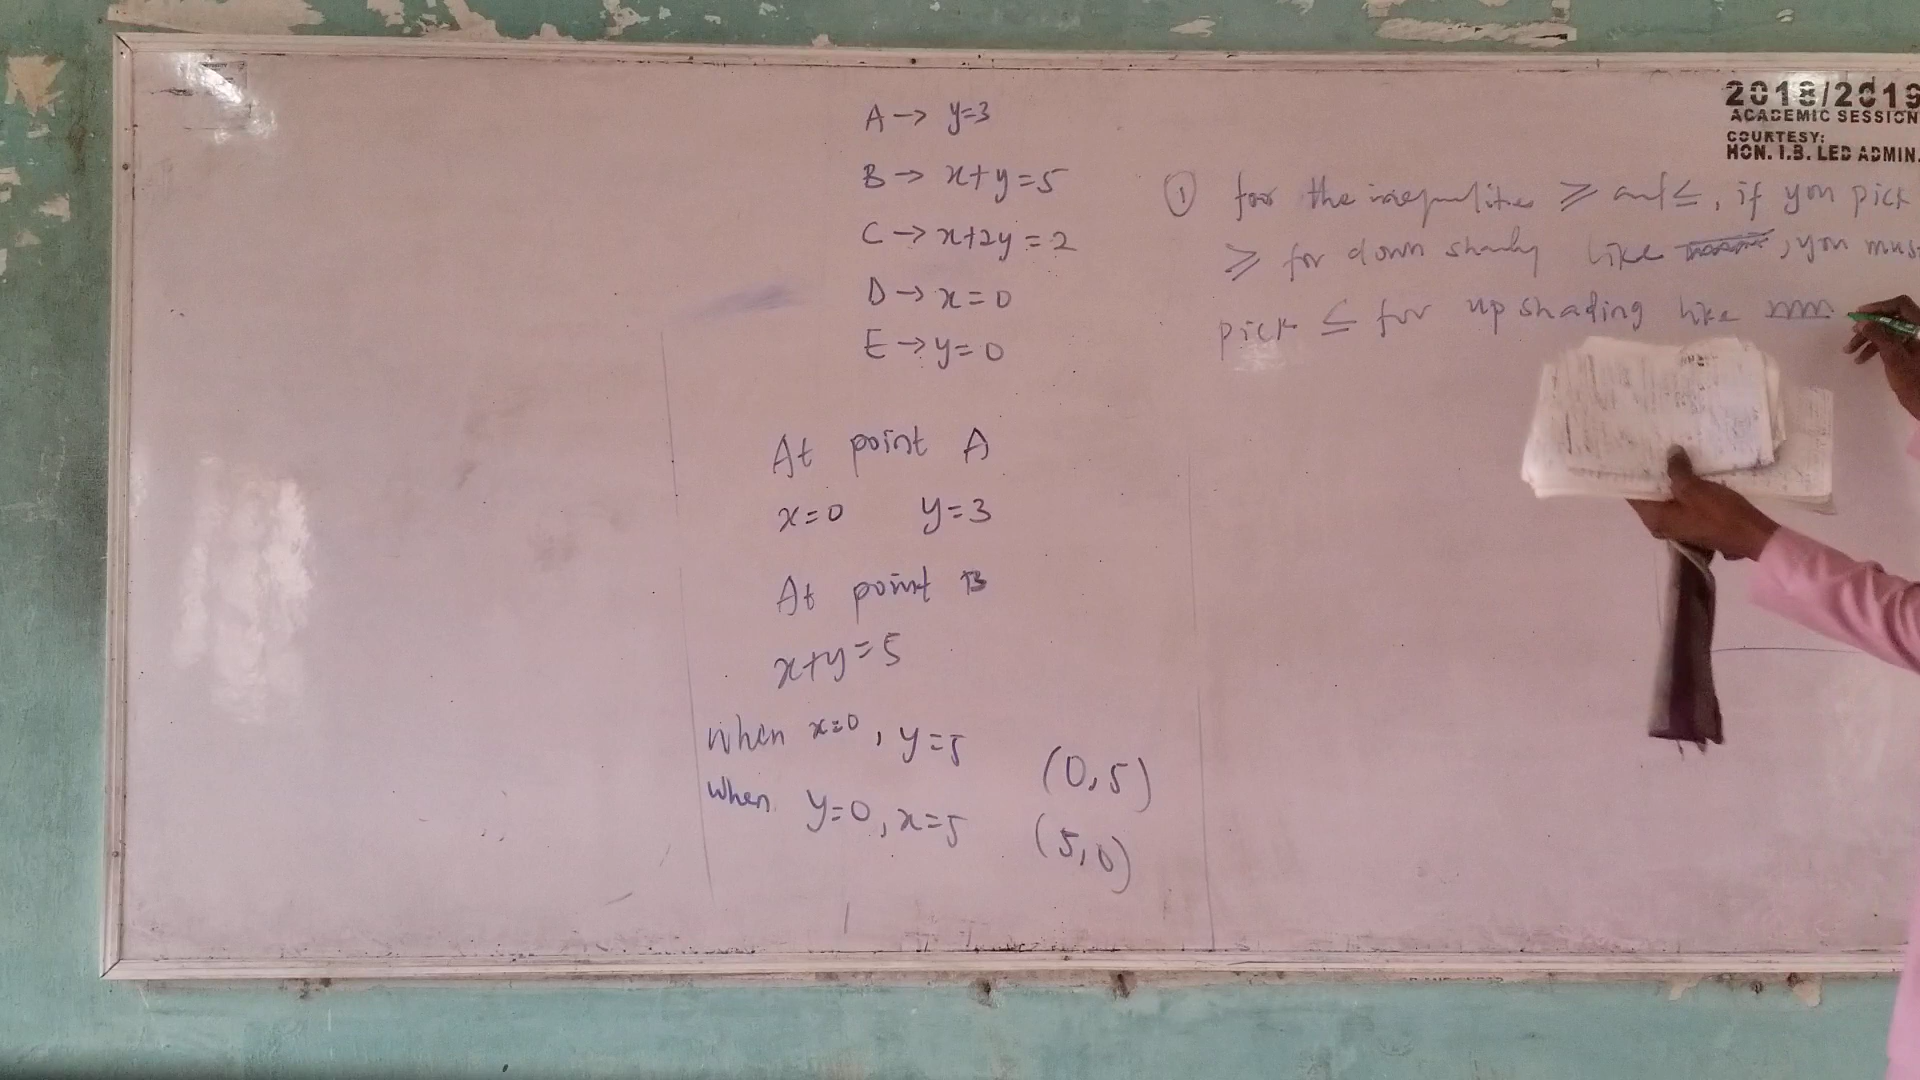 A → y=3
B → x+y=5
C → x+2y=2
D → x=0
E → y=0
At point A
x=0 y=3
At point B
x+y=5
When x=0, y=5 (0,5)
When y=0, x=5 (5,0)
2018/2019
ACADEMIC SESSION
COURTESY:
HON. I.B. LED ADMIN.
① for the inequalities ⩾ and ≤, if you pick
⩾ for down shading like , you must
pick ≤ for up shading like